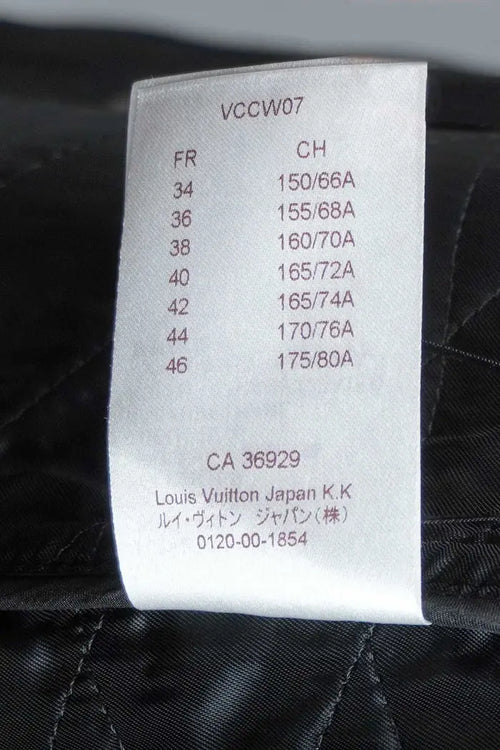 VCCW07
FR CH
34 150/66A
36 155/68A
38 160/70A
40 165/72A
42 165/74A
44 170/76A
46 175/80A
CA 36929
Louis Vuitton Japan K.K
ルイ・ヴィトン ジャパン(株)
0120-00-1854